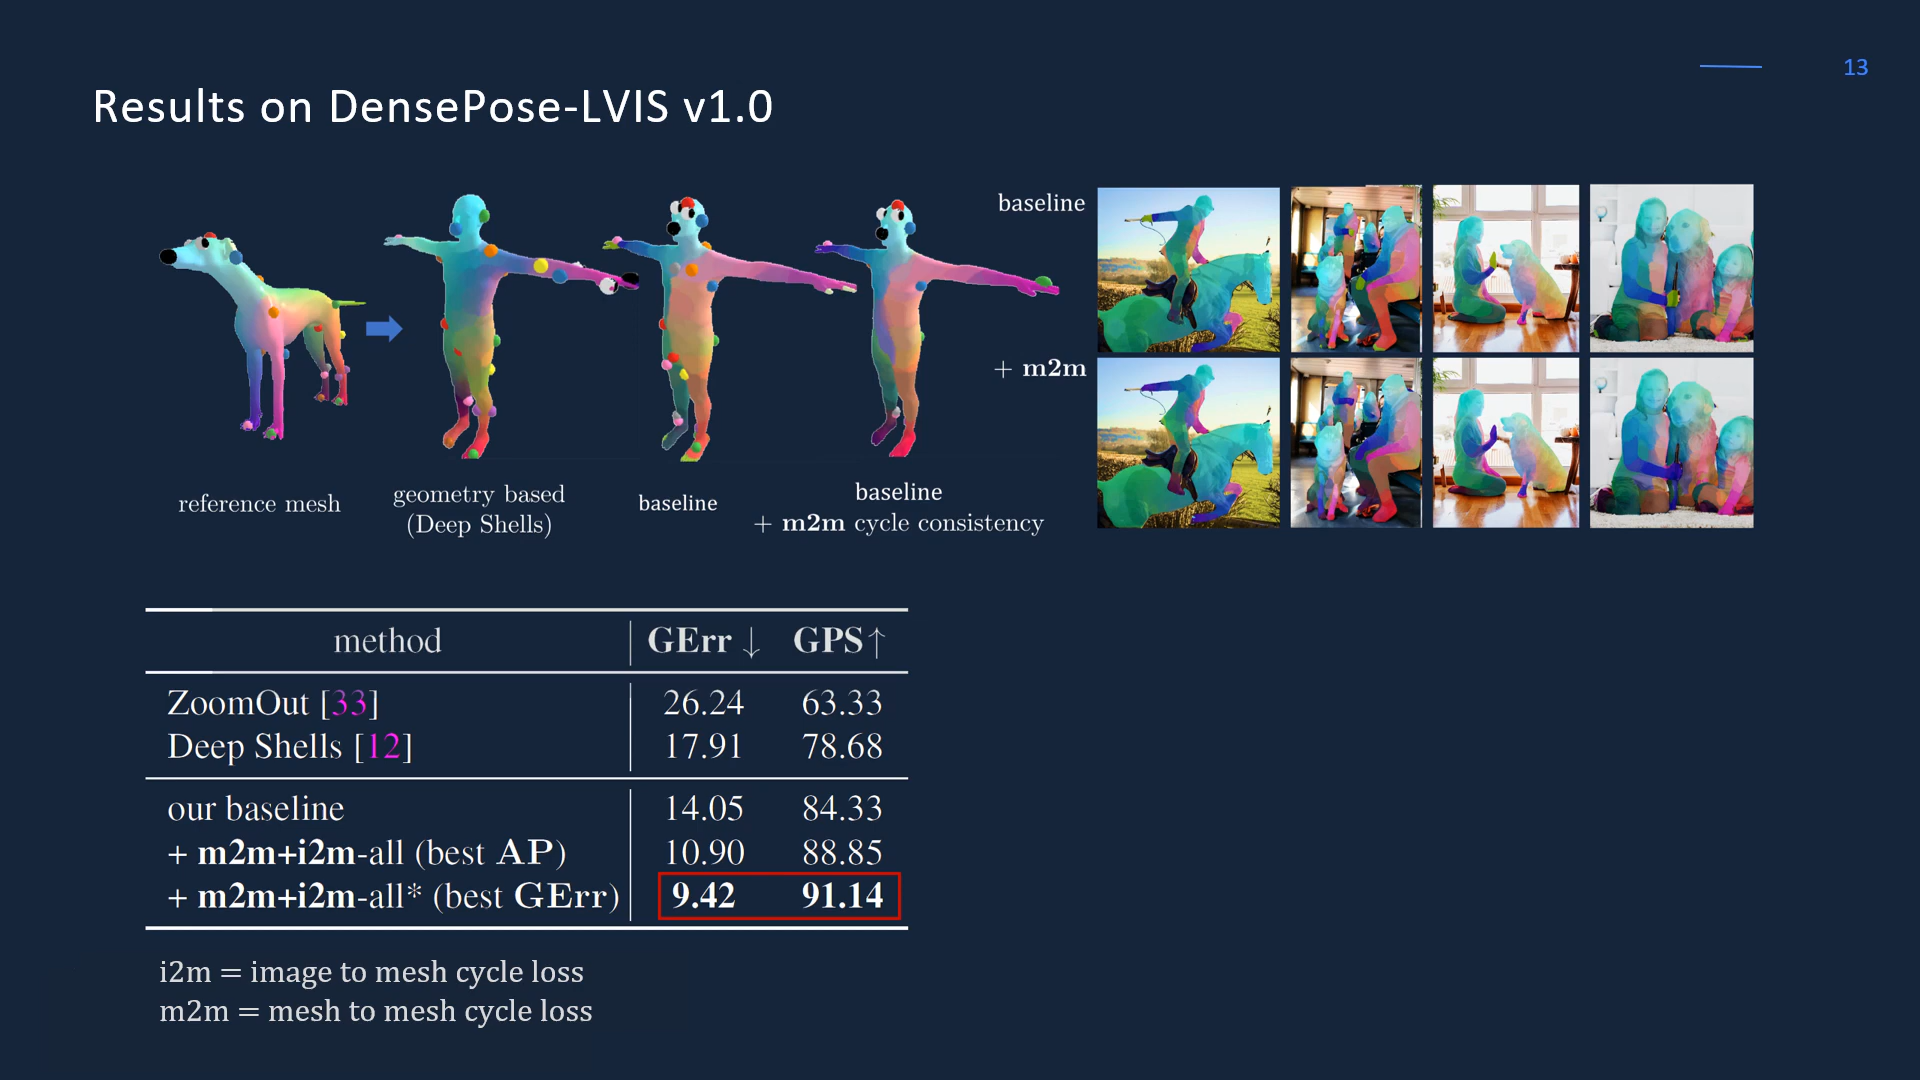 13
Results on DensePose-LVIS v1.0
baseline
+ m2m
reference mesh
geometry based
(Deep Shells)
baseline
baseline
+ m2m cycle consistency
method GErr ↓ GPS↑
ZoomOut [33] 26.24 63.33
Deep Shells [12] 17.91 78.68
our baseline 14.05 84.33
+ m2m+i2m-all (best AP) 10.90 88.85
+ m2m+i2m-all* (best GErr) 9.42 91.14
i2m = image to mesh cycle loss
m2m = mesh to mesh cycle loss